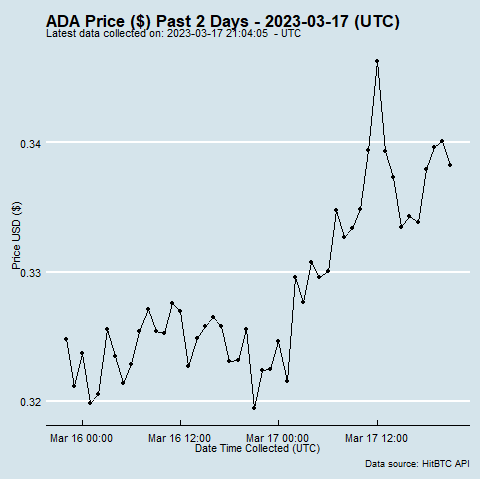 ADA Price ($) Past 2 Days - 2023-03-17 (UTC)
Latest data collected on: 2023-03-17 21:04:05 - UTC
0.34
0.33
0.32
Price USD ($)
Mar 16 00:00 Mar 16 12:00 Mar 17 00:00 Mar 17 12:00
Date Time Collected (UTC)
Data source: HitBTC API